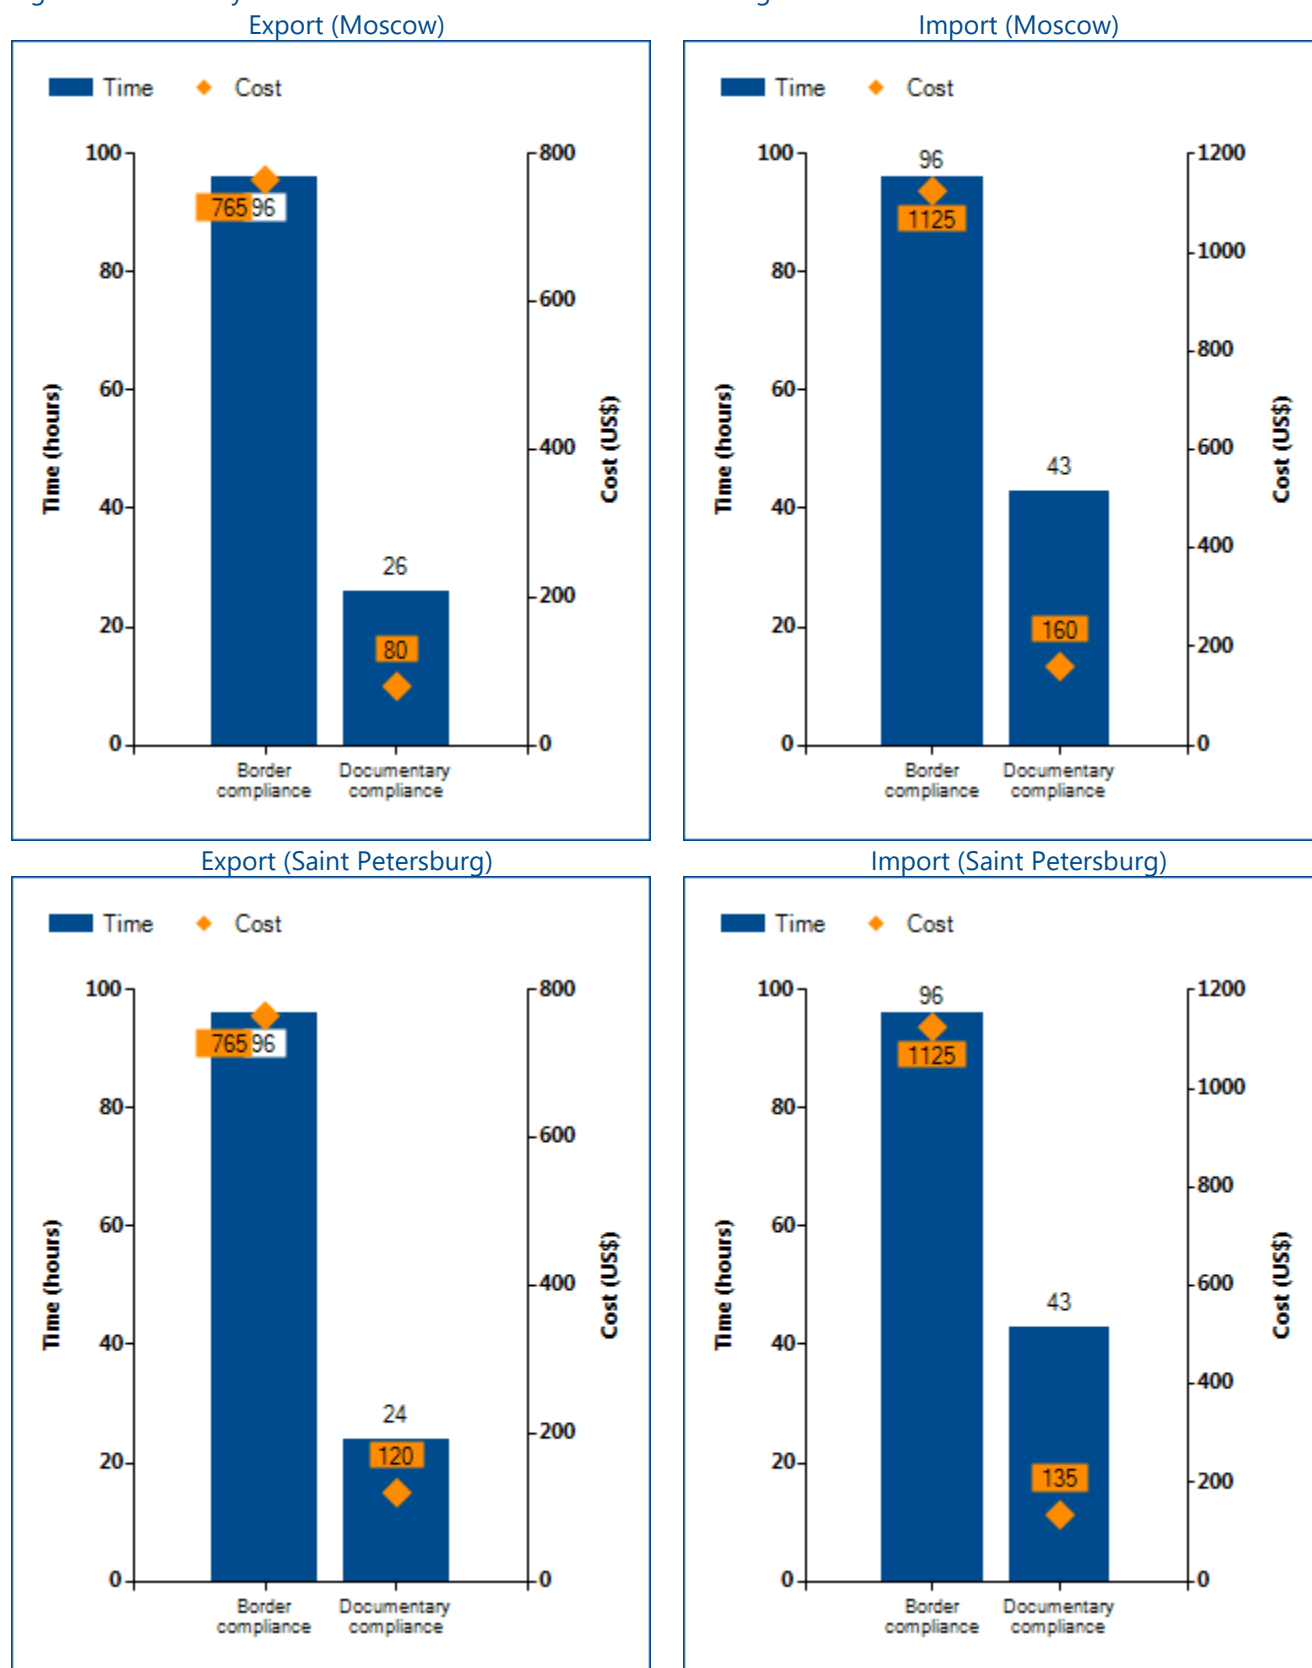 Export (Moscow)
Time Cost
100
80
60
40
20
0
Time (hours)
800
600
400
200
0
Cost (US$)
765 96
26
80
Border compliance
Documentary compliance
Import (Moscow)
Time Cost
100
80
60
40
20
0
Time (hours)
1200
1000
800
600
400
200
0
Cost (US$)
96
1125
43
160
Border compliance
Documentary compliance
Export (Saint Petersburg)
Time Cost
100
80
60
40
20
0
Time (hours)
800
600
400
200
0
Cost (US$)
765 96
24
120
Border compliance
Documentary compliance
Import (Saint Petersburg)
Time Cost
100
80
60
40
20
0
Time (hours)
1200
1000
800
600
400
200
0
Cost (US$)
96
1125
43
135
Border compliance
Documentary compliance